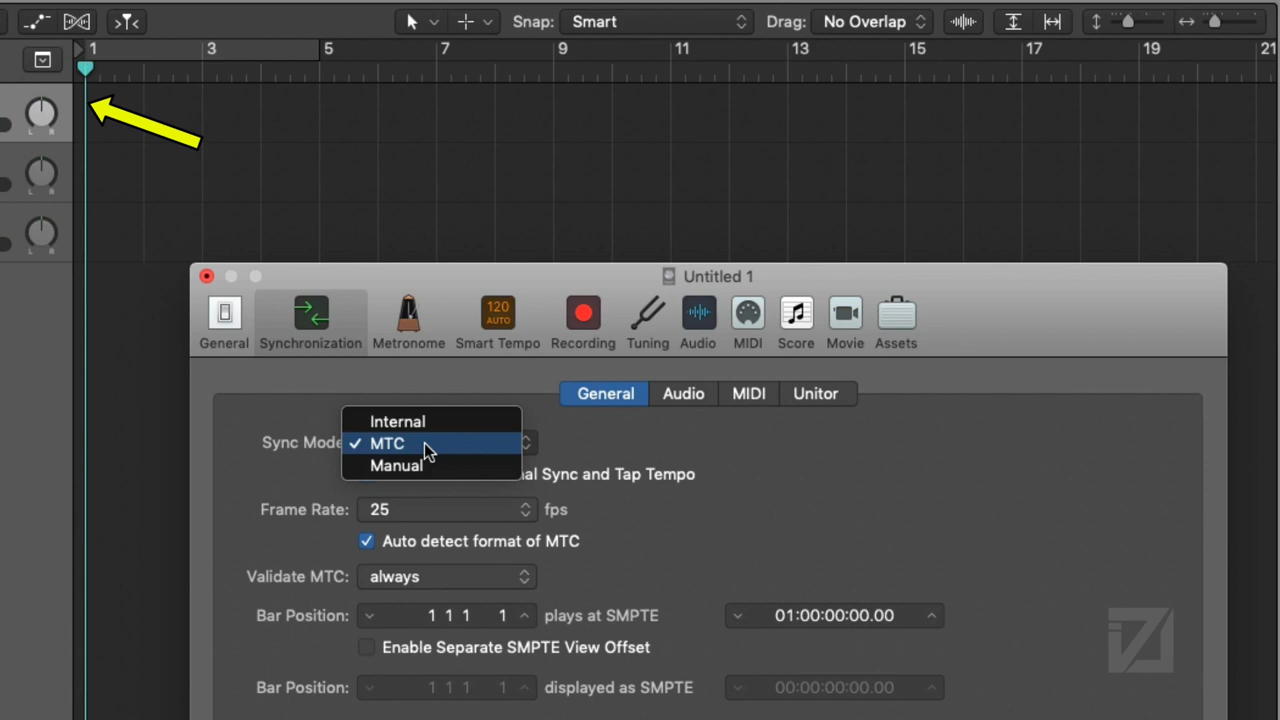 Snap: Smart Drag: No Overlap
1 3 5 7 9 11 13 15 17 19 21
L R
L R
L R
Untitled 1
120
AUTO
General Synchronization Metronome Smart Tempo Recording Tuning Audio MIDI Score Movie Assets
General Audio MIDI Unitor
Internal
Sync Mode ✓ MTC
Manual
al Sync and Tap Tempo
Frame Rate: 25 fps
Auto detect format of MTC
Validate MTC: always
Bar Position: 1 1 1 1 plays at SMPTE 01:00:00:00.00
Enable Separate SMPTE View Offset
Bar Position: 1 1 1 1 displayed as SMPTE 00:00:00:00.00